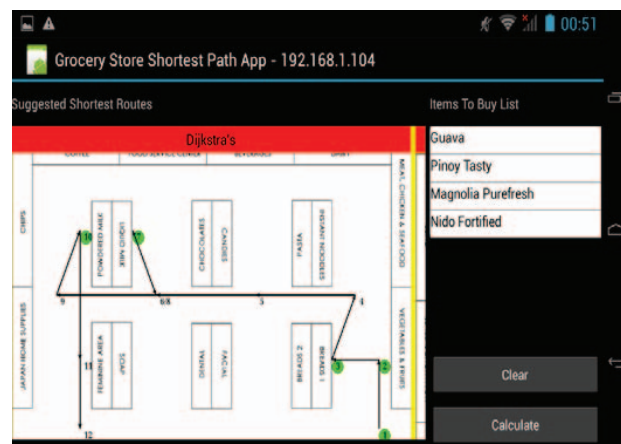 00:51
Grocery Store Shortest Path App - 192.168.1.104
Suggested Shortest Routes
Items To Buy List
Dijkstra's
Guava
Pinoy Tasty
Magnolia Purefresh
Nido Fortified
COFFEE
FOOD SERVICE CENTER
BEVERAGES
DAIRY
MEAT, CHICKEN & SEAFOOD
CHIPS
POWDERED MILK
LIQUID MILK
CHOCOLATES
CANDIES
PASTA
INSTANT NOODLES
10
9
6/8
5
4
JAPAN HOME SUPPLIES
FEMININE AREA
SOAP
DENTAL
FACIAL
BREADS 2
BREADS 1
VEGETABLES & FRUITS
11
3
2
12
1
Clear
Calculate